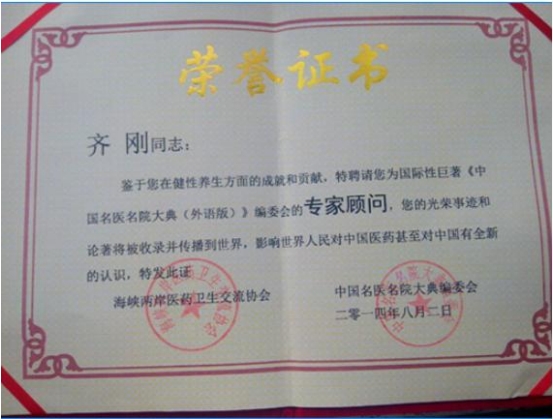 荣誉证书
齐 刚同志：
鉴于您在健性养生方面的成就和贡献，特聘请您为国际性巨著《中
国名医名院大典（外语版）》编委会的专家顾问，您的光荣事迹和
论著将被收录并传播到世界，影响世界人民对中国医药甚至对中国有全新
的认识，特发此证
海峡两岸医药卫生交流协会
中国名医名院大典编委会
二零一四年八月二日